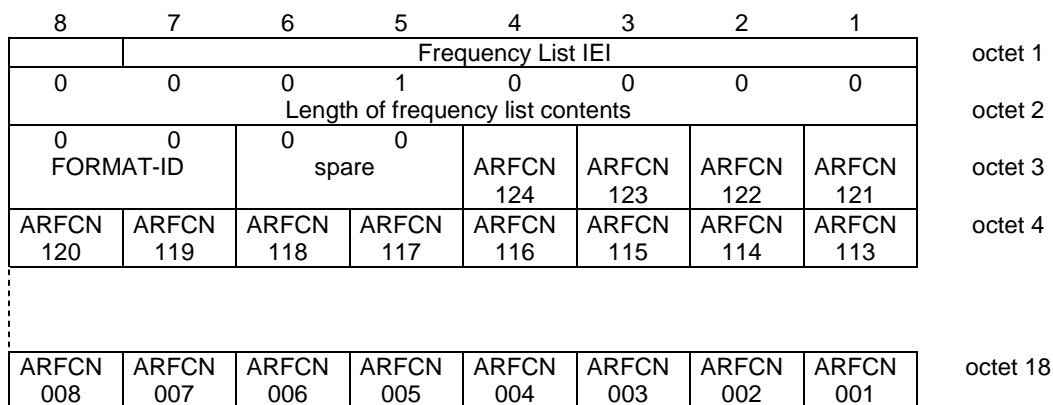 8 7 6 5 4 3 2 1
Frequency List IEI octet 1
0 0 0 1 0 0 0 0
Length of frequency list contents octet 2
0 0 0 0
FORMAT-ID spare ARFCN ARFCN ARFCN ARFCN octet 3
124 123 122 121
ARFCN ARFCN ARFCN ARFCN ARFCN ARFCN ARFCN ARFCN octet 4
120 119 118 117 116 115 114 113
ARFCN ARFCN ARFCN ARFCN ARFCN ARFCN ARFCN ARFCN octet 18
008 007 006 005 004 003 002 001